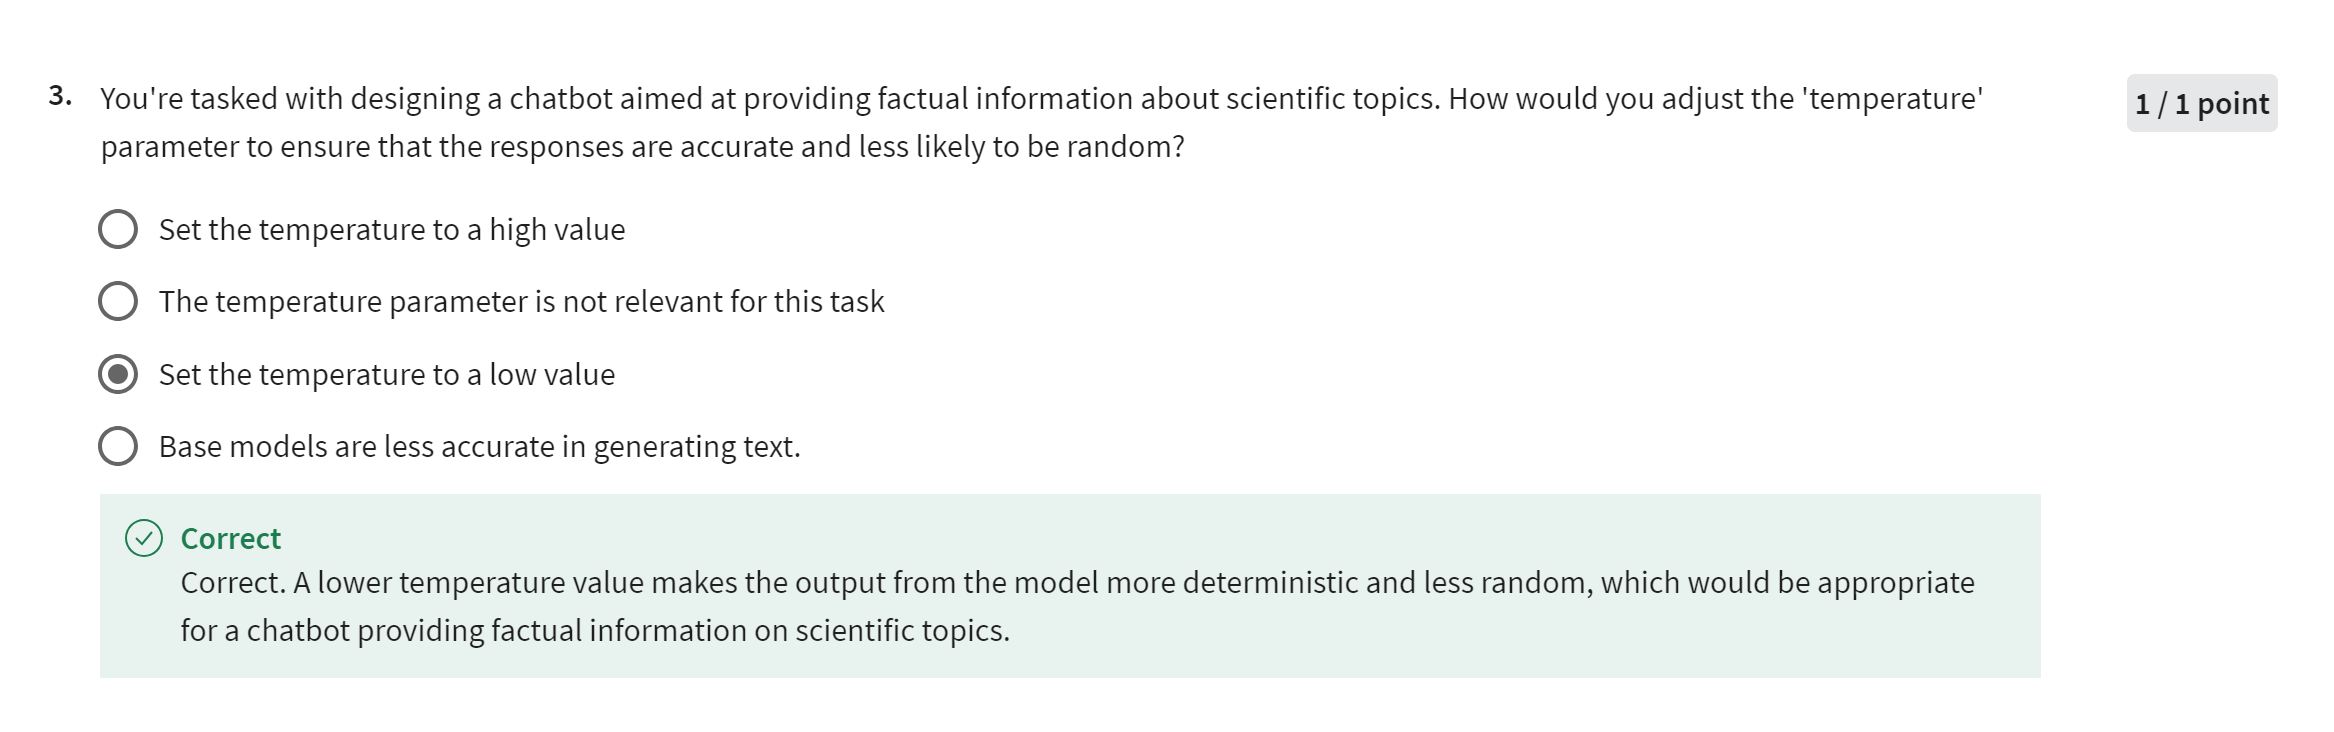 3. You're tasked with designing a chatbot aimed at providing factual information about scientific topics. How would you adjust the 'temperature'
parameter to ensure that the responses are accurate and less likely to be random?
1 / 1 point
Set the temperature to a high value
The temperature parameter is not relevant for this task
Set the temperature to a low value
Base models are less accurate in generating text.
Correct
Correct. A lower temperature value makes the output from the model more deterministic and less random, which would be appropriate
for a chatbot providing factual information on scientific topics.